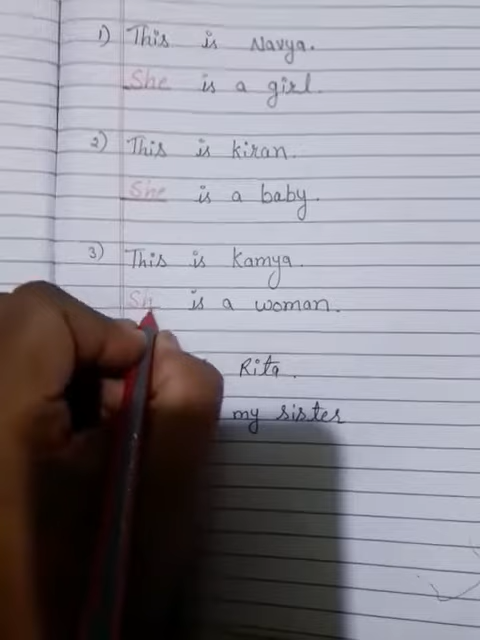 1) This is Navya.
She is a girl.
2) This is kiran.
She is a baby.
3) This is Kamya.
Sh is a woman.
Rita.
my sister